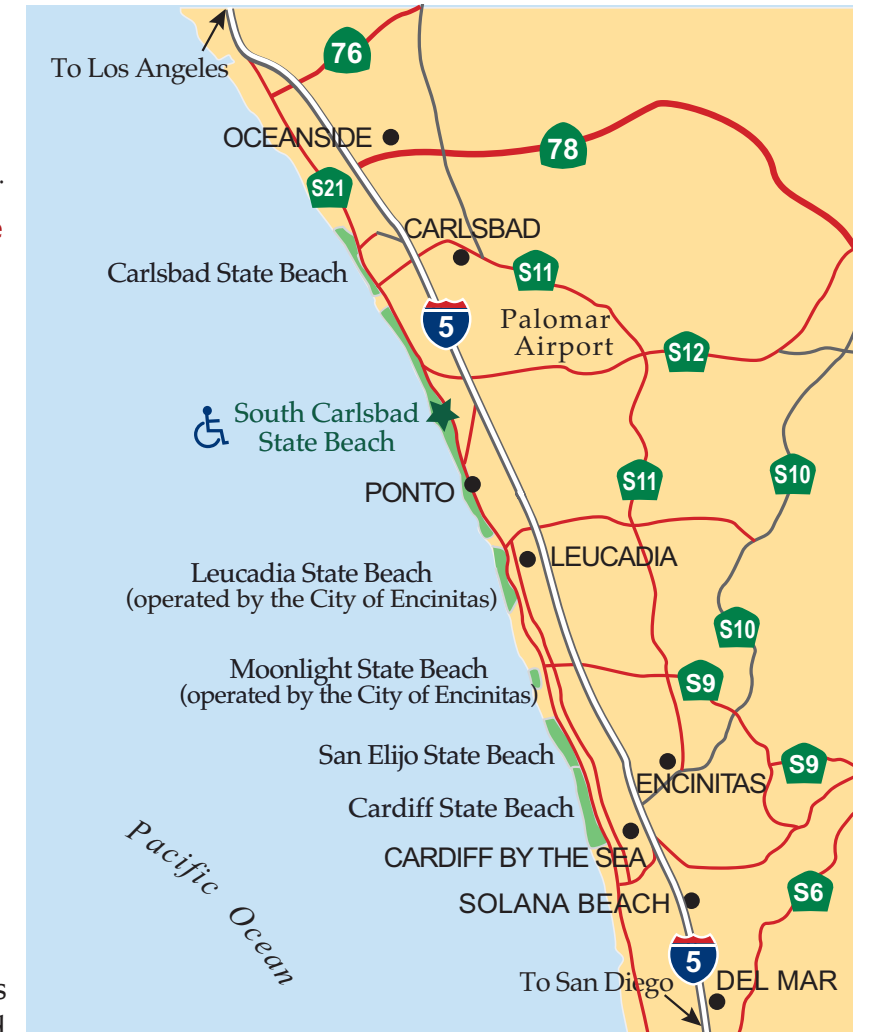 76
To Los Angeles
OCEANSIDE
78
.
S21
e
CARLSBAD
Carlsbad State Beach
S11
5
Palomar
Airport
S12
South Carlsbad
State Beach
S11
S10
PONTO
LEUCADIA
Leucadia State Beach
(operated by the City of Encinitas)
S10
Moonlight State Beach
(operated by the City of Encinitas)
S9
San Elijo State Beach
S9
ENCINITAS
Cardiff State Beach
Pacific Ocean
CARDIFF BY THE SEA
S6
SOLANA BEACH
5
To San Diego
DEL MAR
s